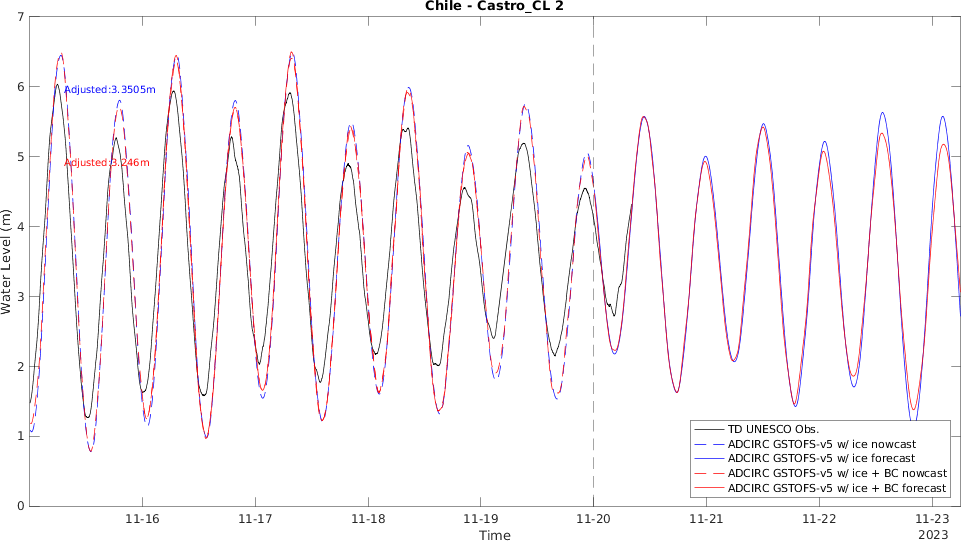 Chile - Castro_CL 2
7
6
5
4
3
2
1
0
Water Level (m)
Adjusted:3.3505m
Adjusted:3.246m
TD UNESCO Obs.
ADCIRC GSTOFS-v5 w/ ice nowcast
ADCIRC GSTOFS-v5 w/ ice forecast
ADCIRC GSTOFS-v5 w/ ice + BC nowcast
ADCIRC GSTOFS-v5 w/ ice + BC forecast
11-16
11-17
11-18
11-19
11-20
11-21
11-22
11-23
Time
2023